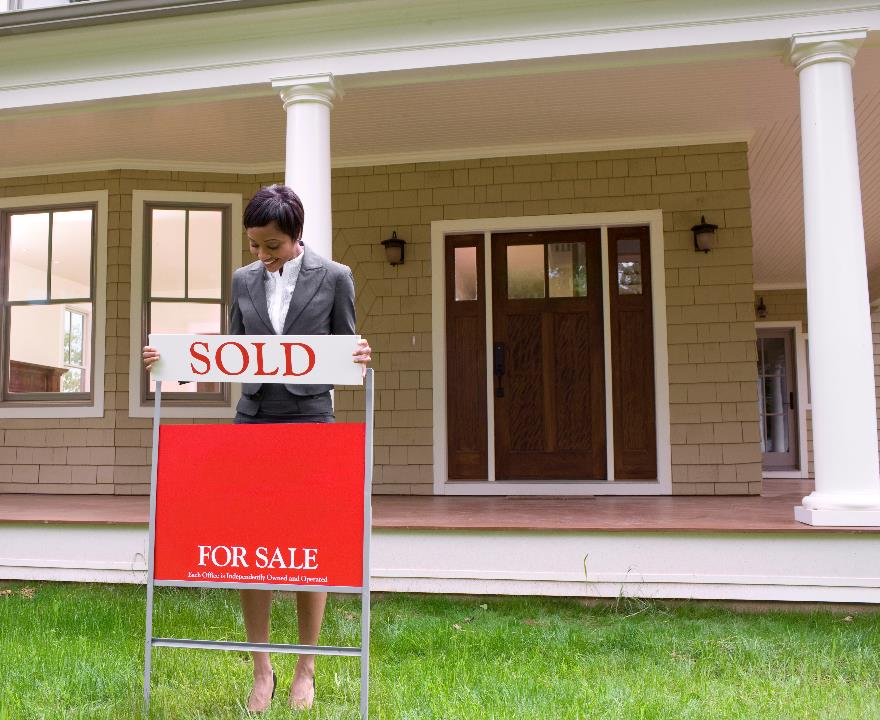 SOLD
FOR SALE
Each Office is Independently Owned and Operated